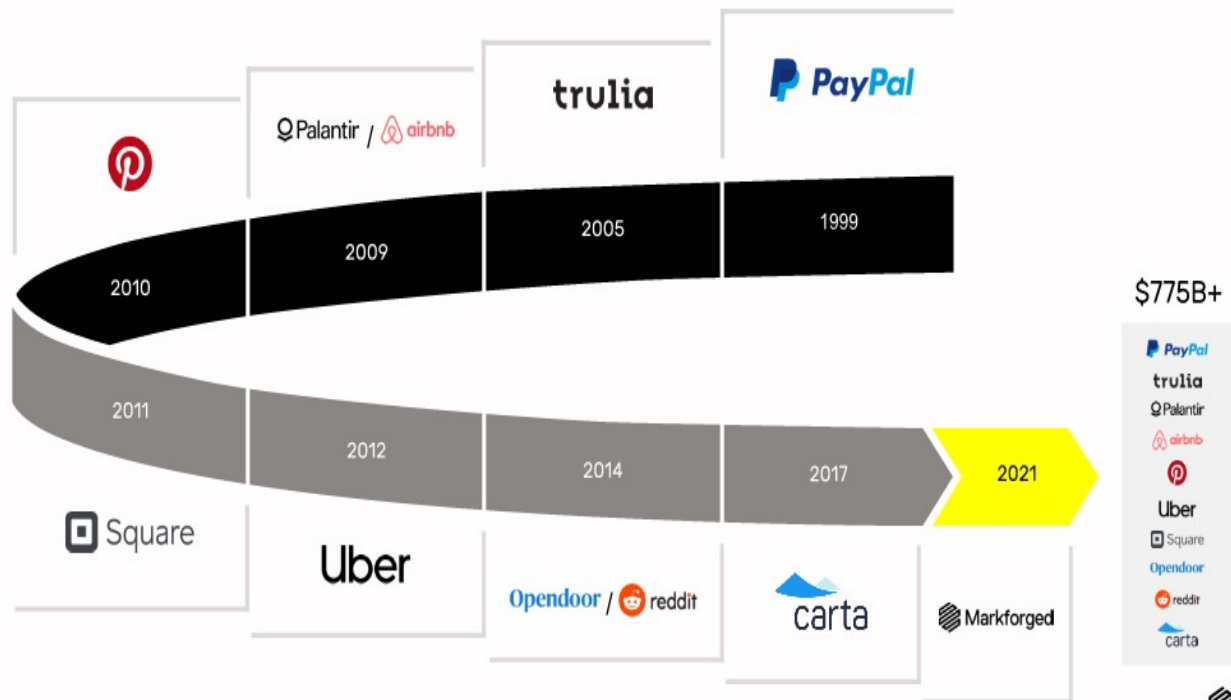 PayPal
trulia
Palantir / airbnb
1999
2005
2009
2010
2011
2012
2014
2017
2021
Square
Uber
Opendoor / reddit
carta
Markforged
$775B+
PayPal
trulia
Palantir
airbnb
Uber
Square
Opendoor
reddit
carta